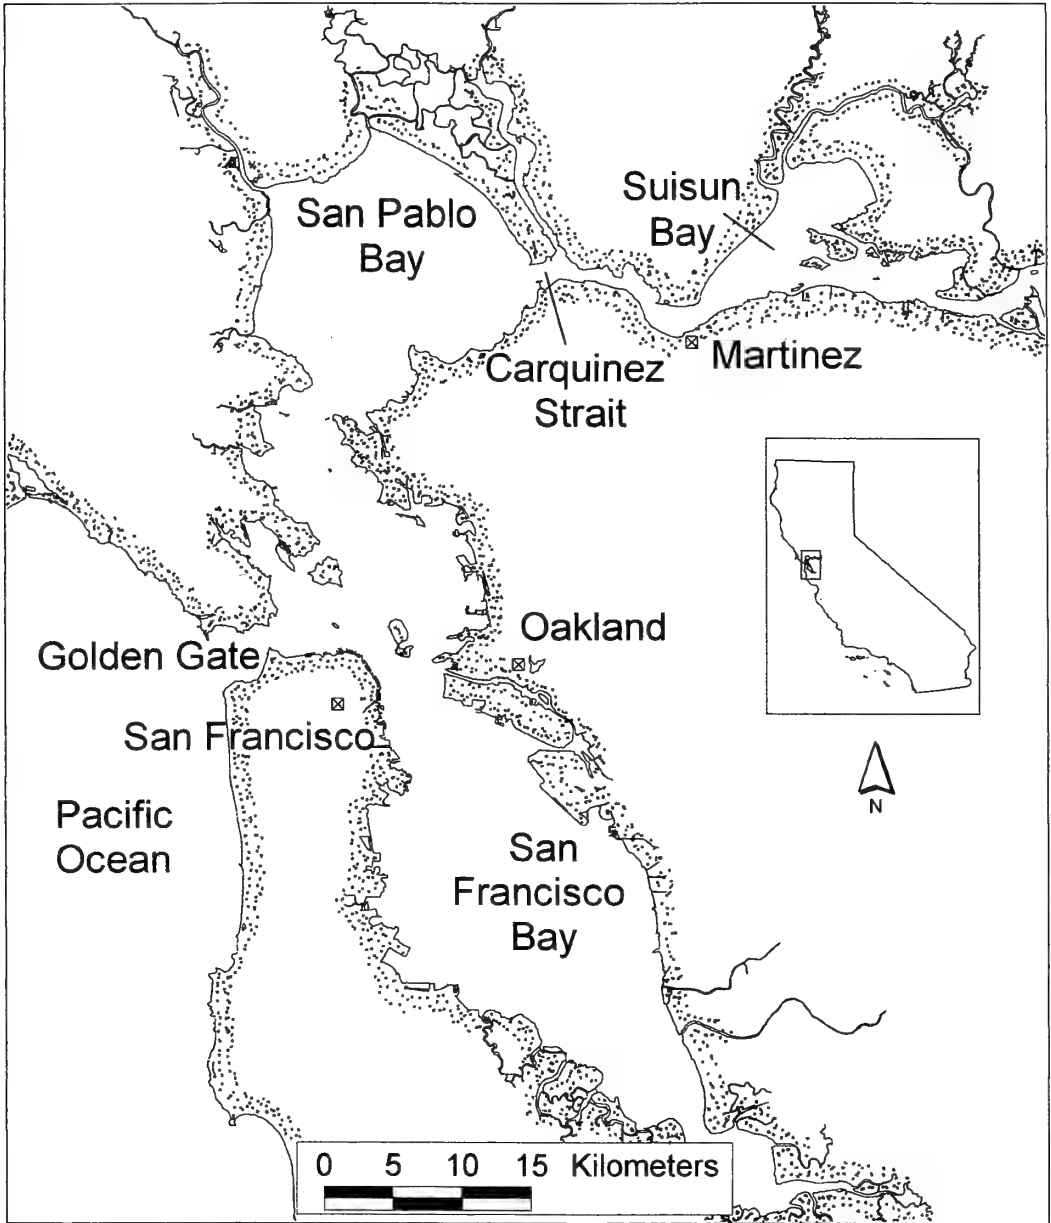 San Pablo
Bay
Suisun
Bay
Carquinez
Strait
Martinez
Oakland
Golden Gate
San Francisco
Pacific
Ocean
San
Francisco
Bay
N
0 5 10 15 Kilometers